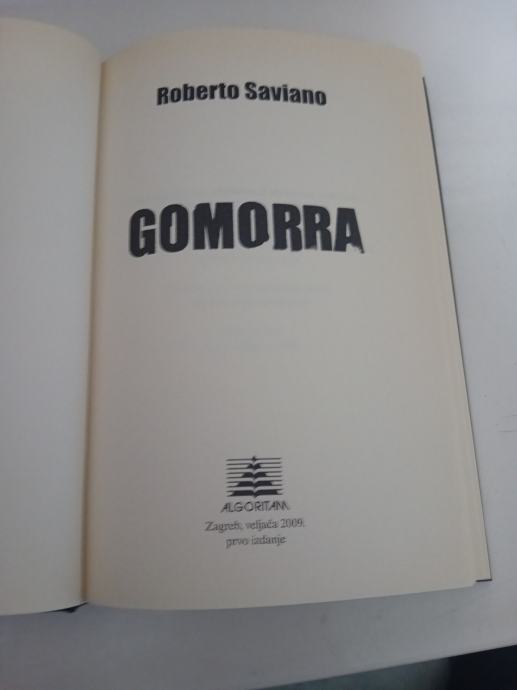 Roberto Saviano
GOMORRA
ALGORITAM
Zagreb, veljača 2009.
prvo izdanje